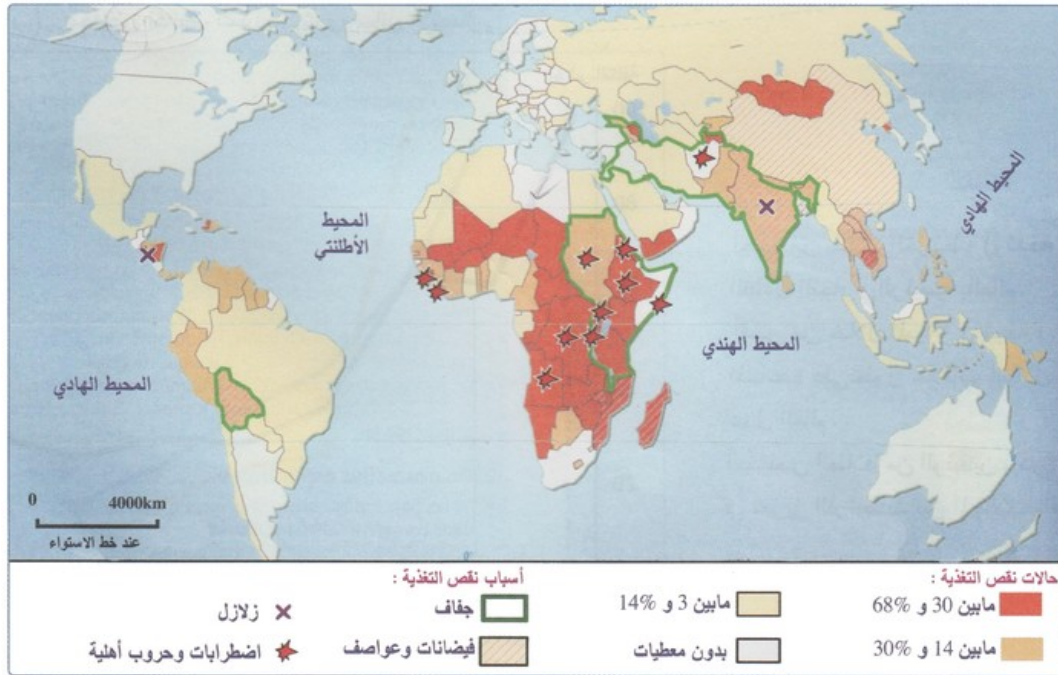 المحيط الهادي
المحيط
الأطلنتي
المحيط الهندي
المحيط الهادي
0 4000km
عند خط الاستواء
0°
حالات نقص التغذية :
مابين 30 و 68%
مابين 14 و 30%
مابين 3 و 14%
بدون معطيات
أسباب نقص التغذية :
جفاف
فيضانات وعواصف
زلازل
اضطرابات وحروب أهلية